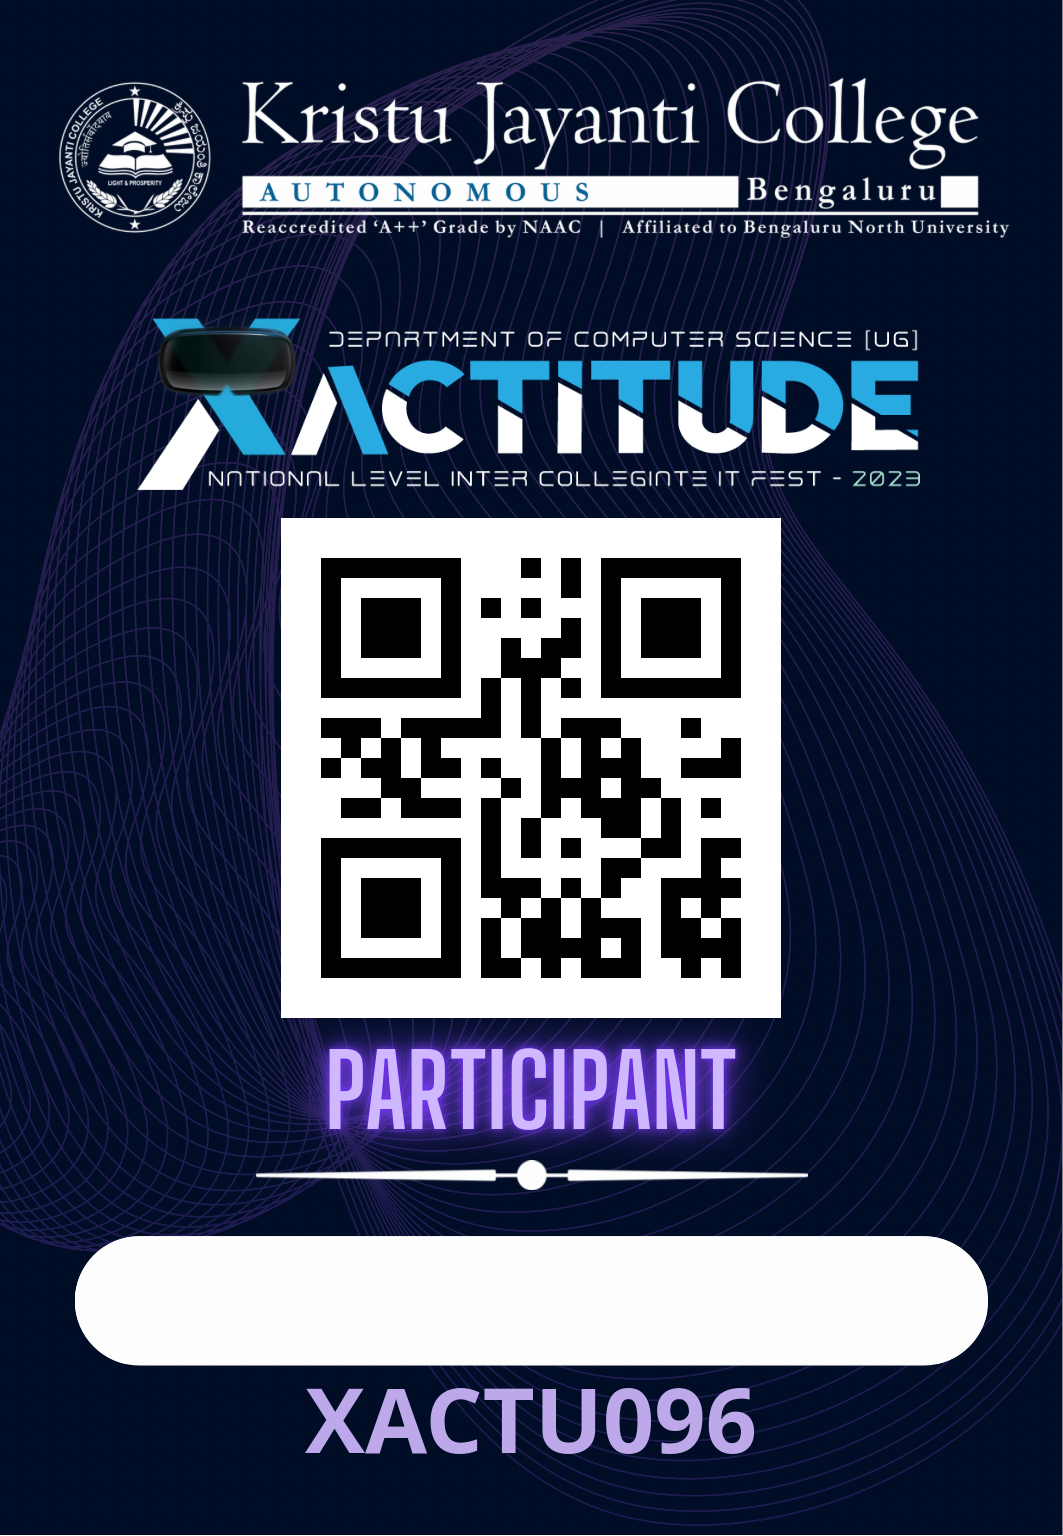 Kristu Jayanti College
AUTONOMOUS Bengaluru
Reaccredited ‘A++’ Grade by NAAC | Affiliated to Bengaluru North University
KRISTU JAYANTI COLLEGE
LIGHT & PROSPERITY
DEPARTMENT OF COMPUTER SCIENCE [UG]
XACTITUDE
NATIONAL LEVEL INTER COLLEGIATE IT FEST - 2023
PARTICIPANT
XACTU096